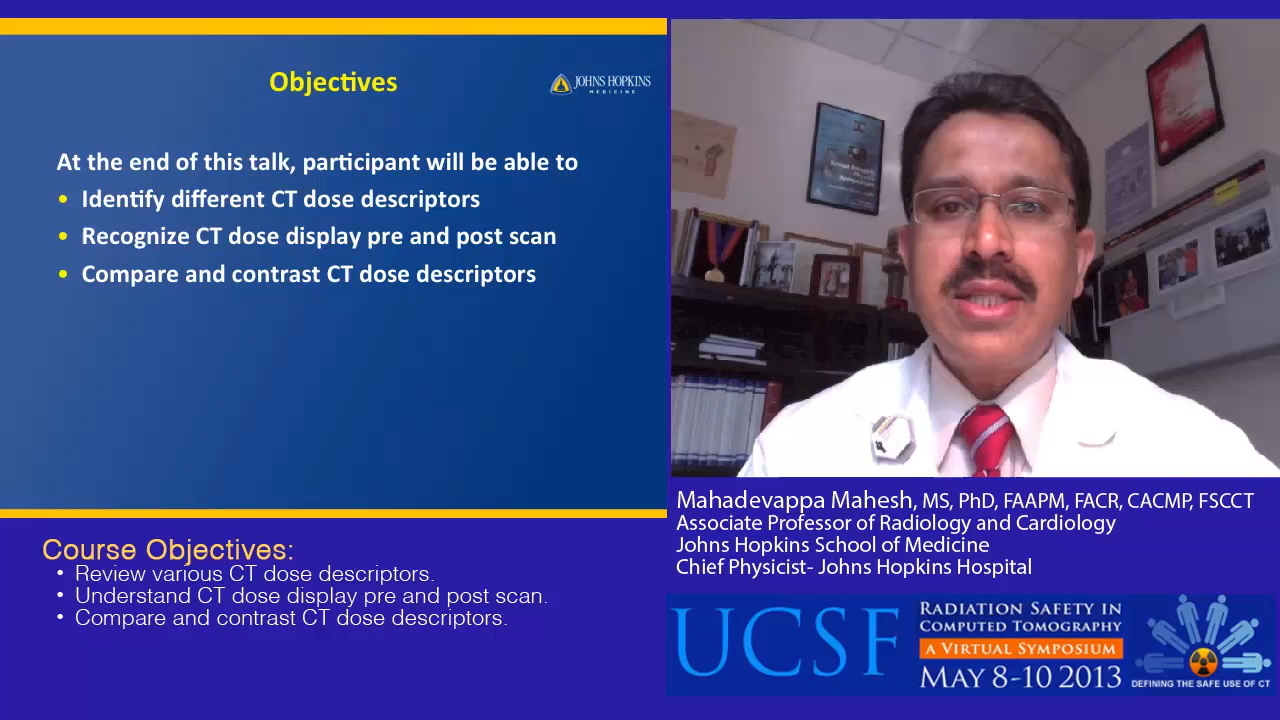 Objectives
JOHNS HOPKINS
MEDICINE
At the end of this talk, participant will be able to
• Identify different CT dose descriptors
• Recognize CT dose display pre and post scan
• Compare and contrast CT dose descriptors
Course Objectives:
• Review various CT dose descriptors.
• Understand CT dose display pre and post scan.
• Compare and contrast CT dose descriptors.
Mahadevappa Mahesh, MS, PhD, FAAPM, FACR, CACMP, FSCCT
Associate Professor of Radiology and Cardiology
Johns Hopkins School of Medicine
Chief Physicist- Johns Hopkins Hospital
UCSF
RADIATION SAFETY IN
COMPUTED TOMOGRAPHY
A VIRTUAL SYMPOSIUM
MAY 8-10 2013
DEFINING THE SAFE USE OF CT